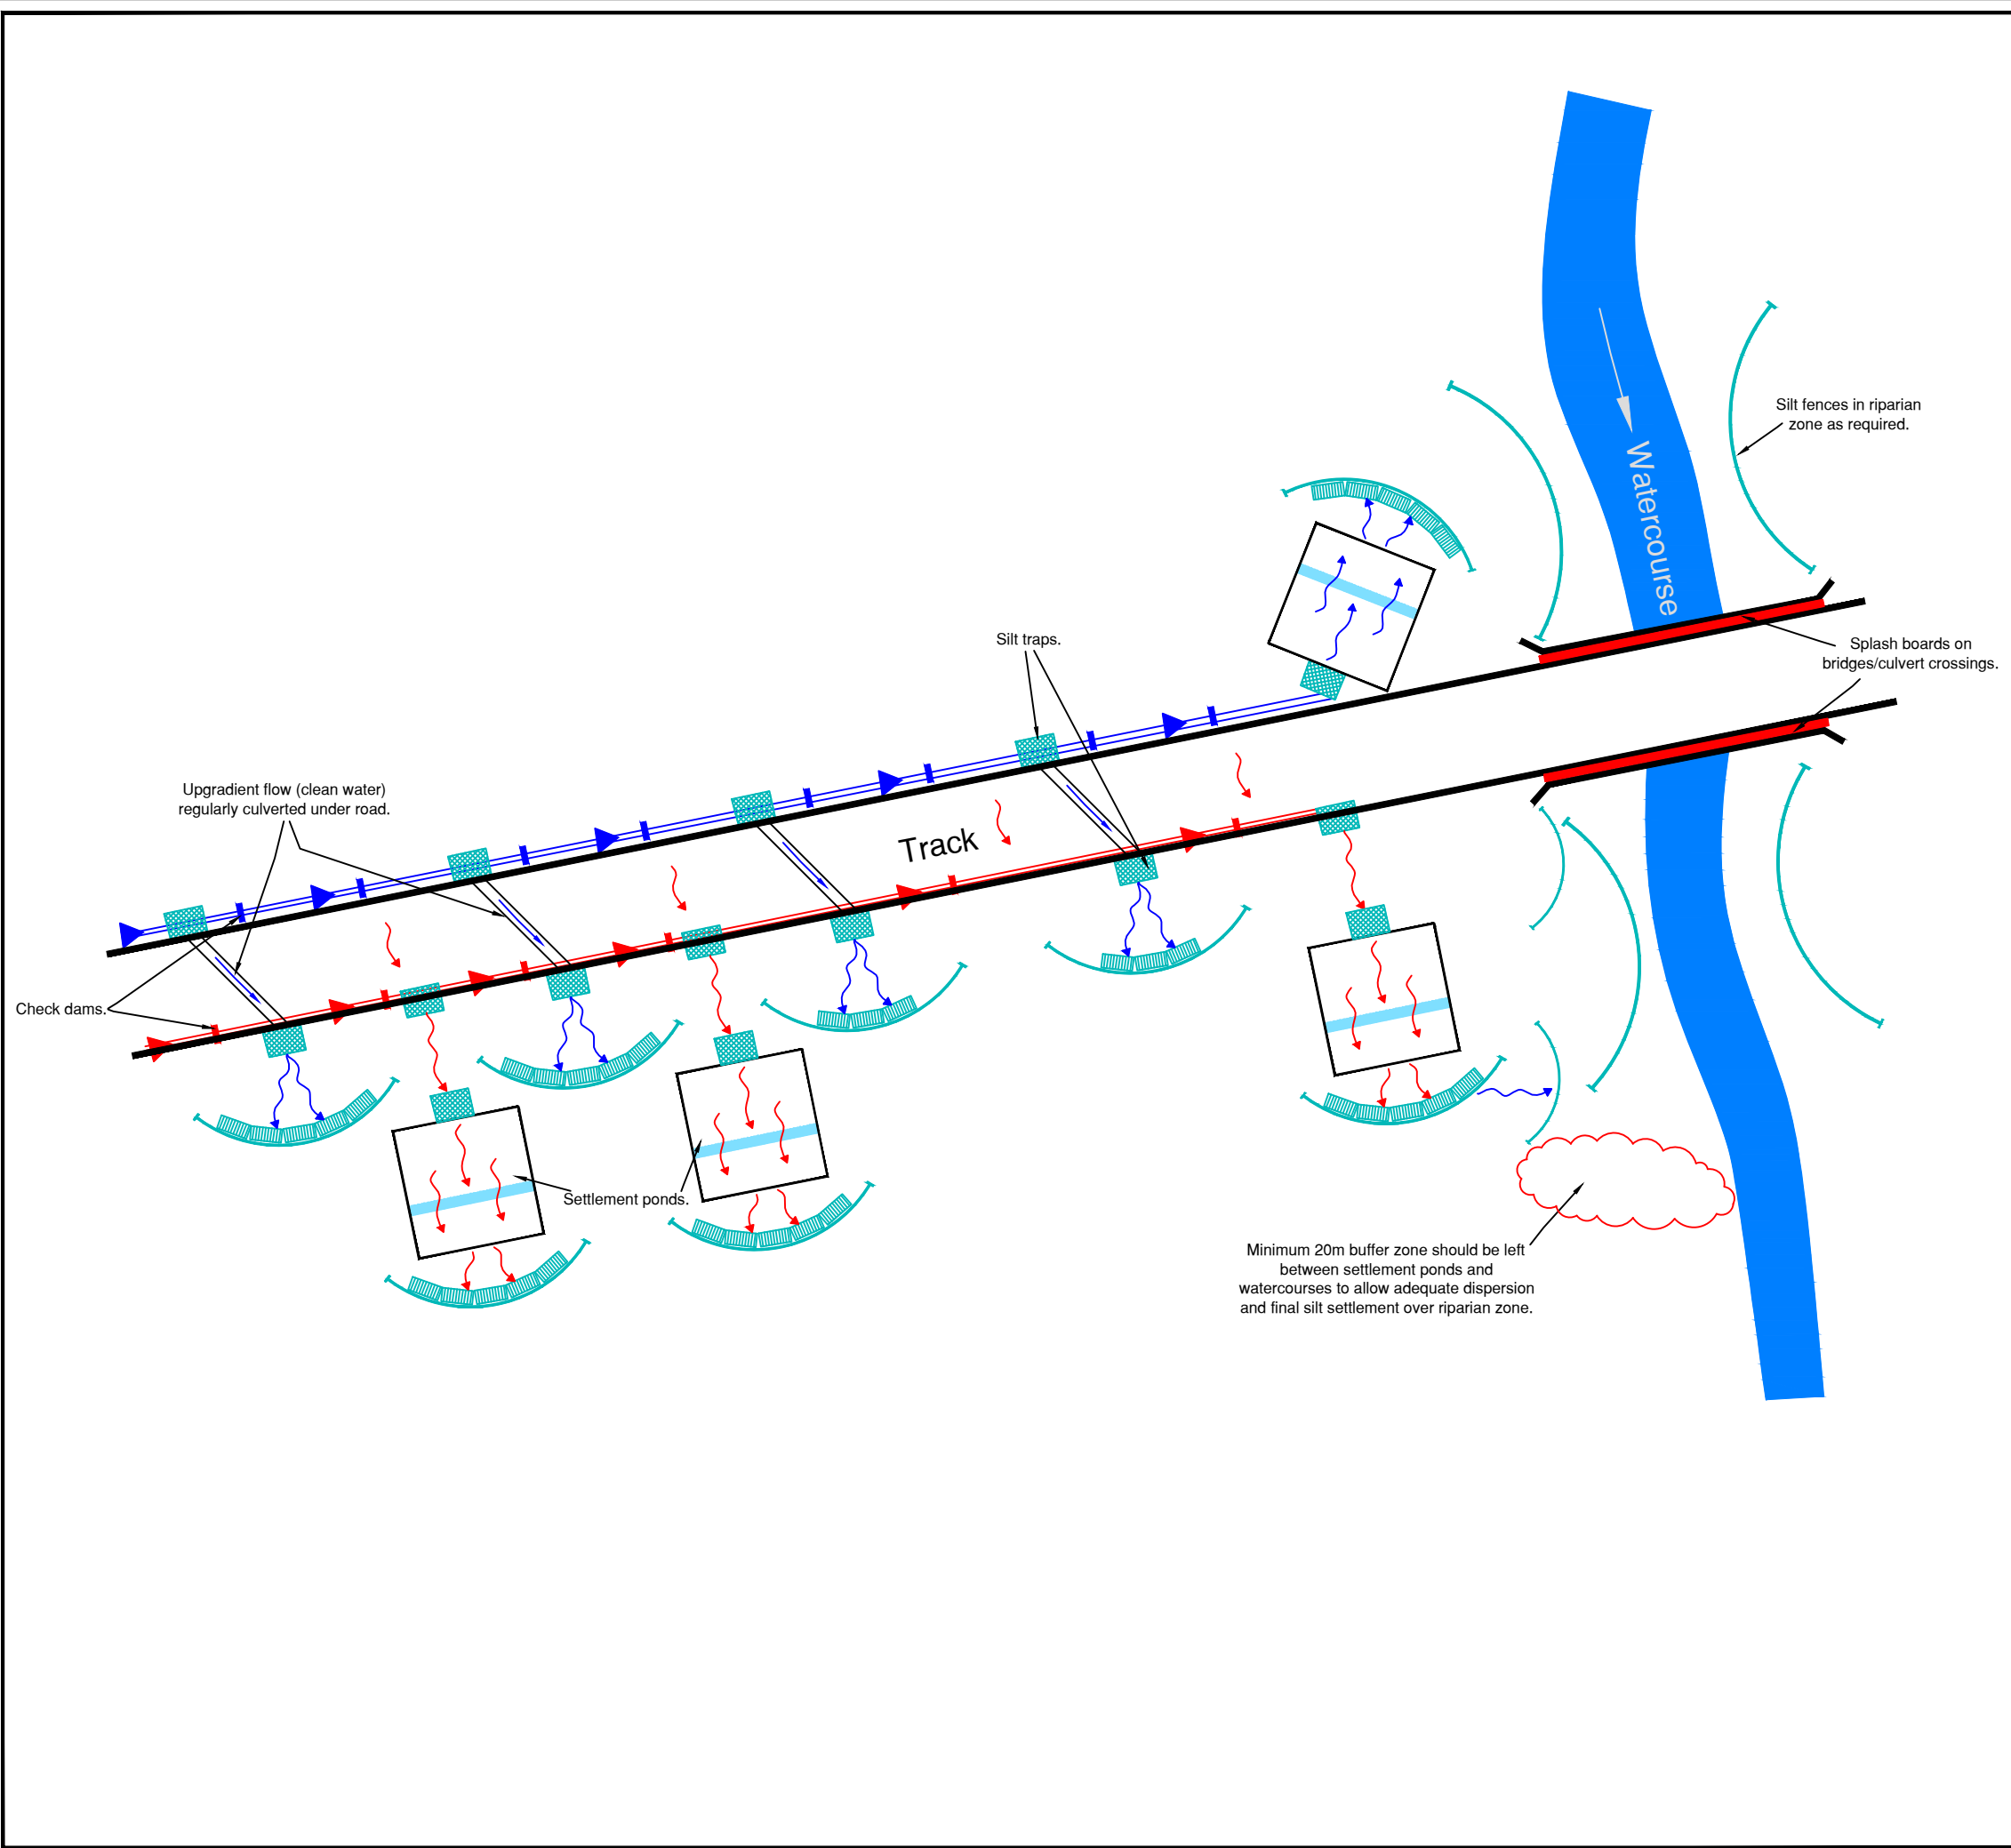 Watercourse
Silt fences in riparian
zone as required.
Silt traps.
Splash boards on
bridges/culvert crossings.
Upgradient flow (clean water)
regularly culverted under road.
Track
Check dams.
Settlement ponds.
Minimum 20m buffer zone should be left
between settlement ponds and
watercourses to allow adequate dispersion
and final silt settlement over riparian zone.